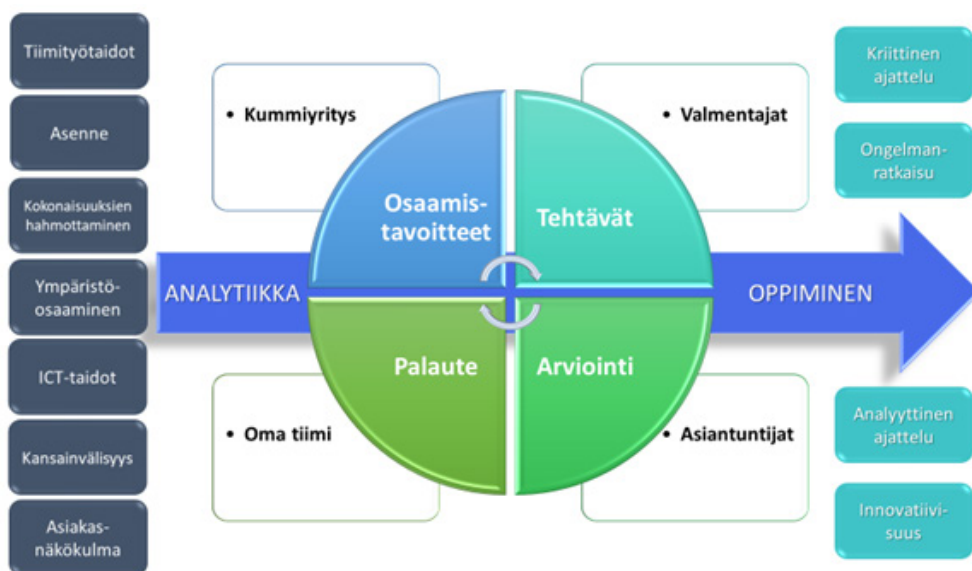 Tiimityötaidot
Asenne
Kokonaisuuksien
hahmottaminen
Ympäristö-
osaaminen
ICT-taidot
Kansainvälisyys
Asiakas-
näkökulma
• Kummiyritys
• Valmentajat
Osaamis-
tavoitteet
Tehtävät
ANALYTIIKKA
OPPIMINEN
Palaute
Arviointi
• Oma tiimi
• Asiantuntijat
Kriittinen
ajattelu
Ongelman-
ratkaisu
Analyyttinen
ajattelu
Innovatiivi-
suus